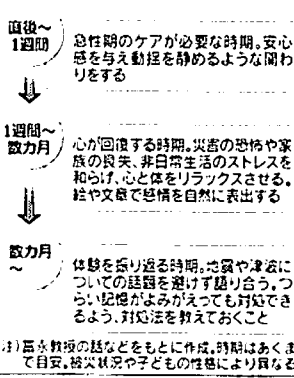 直後〜
1週間
急性期のケアが必要な時期。安心
感を与え動揺を静めるような関わ
りをする
1週間〜
数カ月
心が回復する時期。災害の恐怖や家
族の喪失、非日常生活のストレスを
和らげ、心と体をリラックスさせる。
絵や文章で感情を自然に表出する
数カ月
〜
体験を振り返る時期。地震や津波に
ついての話題を避けず語り合う。つ
らい記憶がよみがえっても対処でき
るよう、対処法を教えておくこと
注)冨永教授の話などをもとに作成。時期はあくま
で目安。被災状況や子どもの性格により異なる